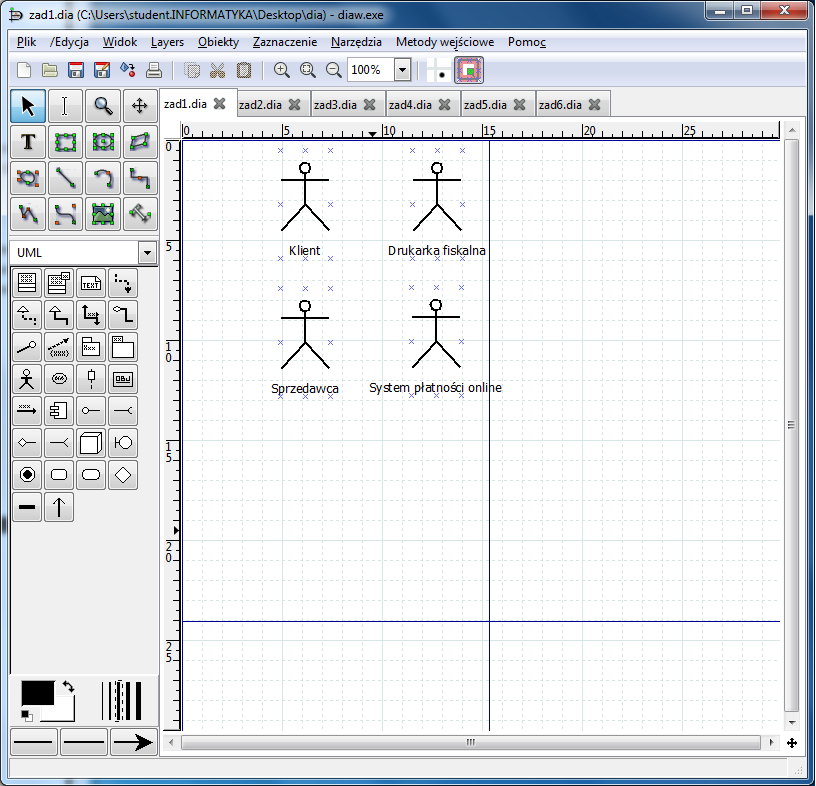 zad1.dia (C:\Users\student.INFORMATYKA\Desktop\dia) - diaw.exe
Plik /Edycja Widok Layers Obiekty Zaznaczenie Narzędzia Metody wejściowe Pomoc
100%
zad1.dia zad2.dia zad3.dia zad4.dia zad5.dia zad6.dia
0 5 10 15 20 25
T
UML
TEXT
OBJ
0
5
10
15
20
25
Klient Drukarka fiskalna
Sprzedawca System płatności online